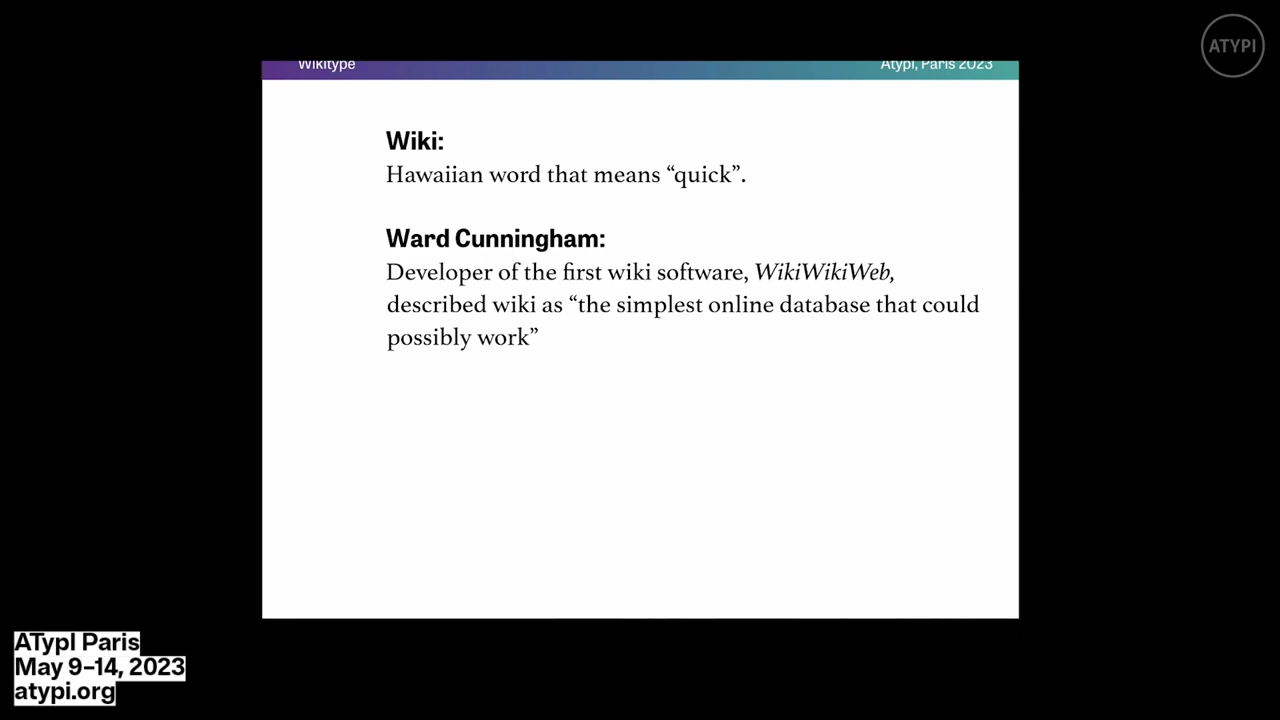 ATYPI
Wikitype
Atypi, Paris 2023
Wiki:
Hawaiian word that means “quick”.
Ward Cunningham:
Developer of the first wiki software, WikiWikiWeb,
described wiki as “the simplest online database that could
possibly work”
ATypI Paris
May 9–14, 2023
atypi.org